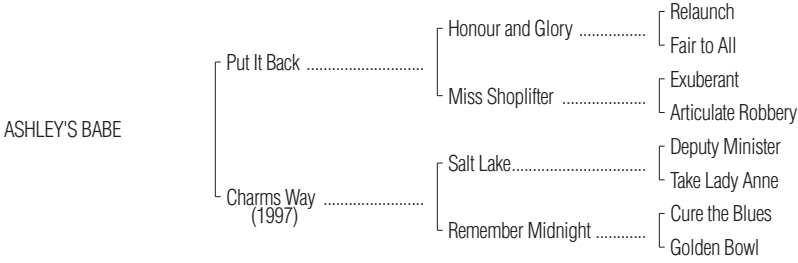 Relaunch
Honour and Glory ................
Fair to All
Put It Back ............................
Exuberant
Miss Shoplifter ....................
Articulate Robbery
ASHLEY'S BABE
Deputy Minister
Salt Lake................................
Take Lady Anne
Charms Way ........................
(1997)
Cure the Blues
Remember Midnight ............
Golden Bowl